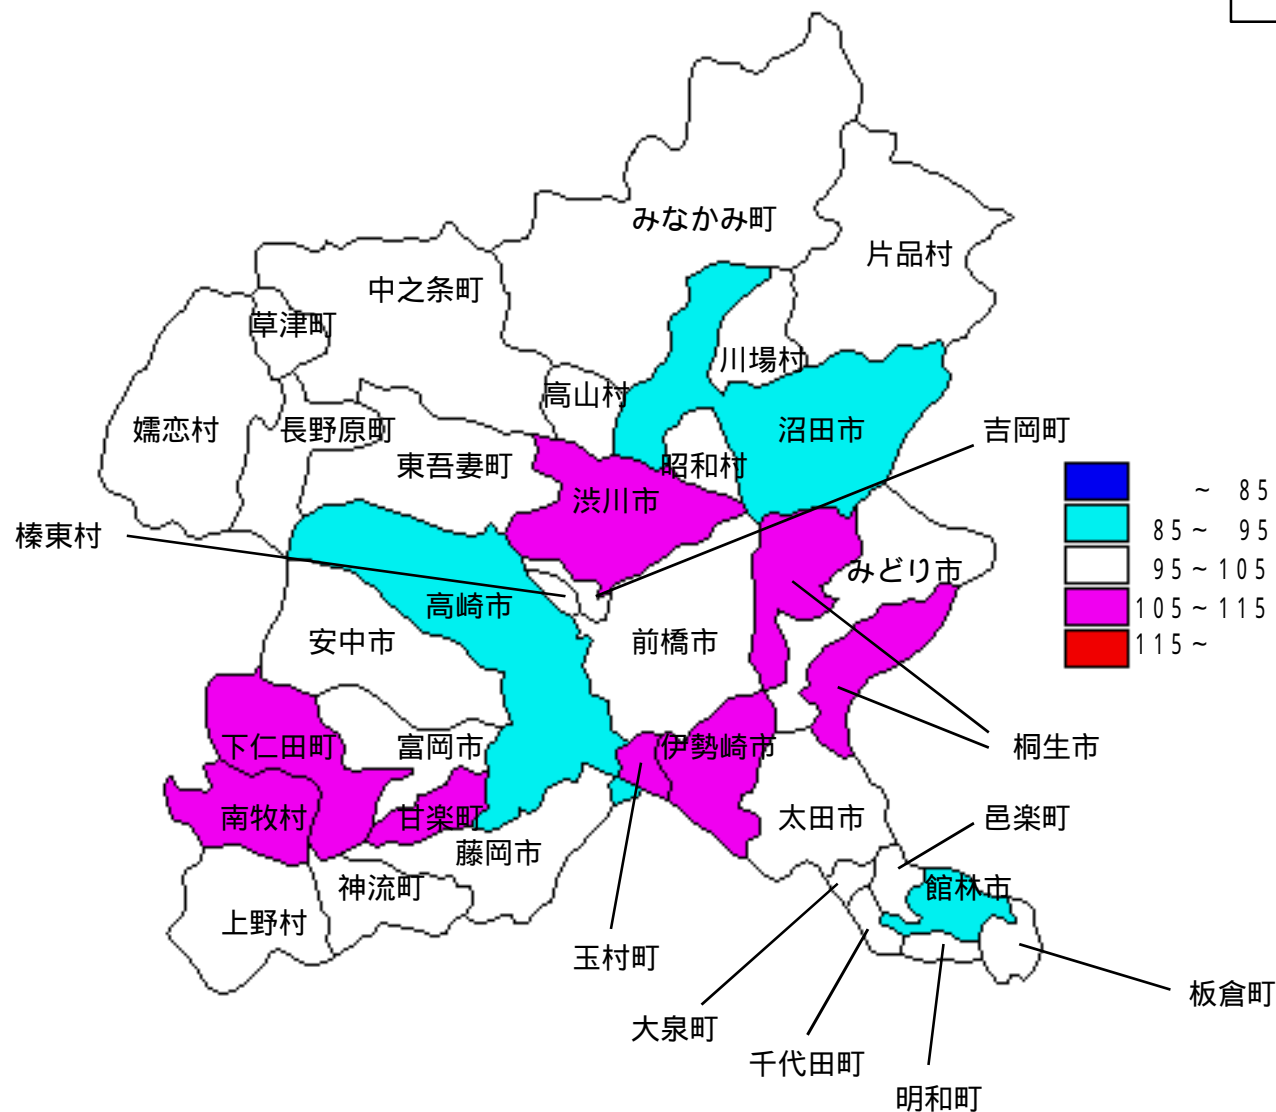 みなかみ町
片品村
中之条町
草津町
川場村
高山村
嬬恋村
長野原町
沼田市
吉岡町
東吾妻町
昭和村
渋川市
~ 85
85~ 95
榛東村
95~105
みどり市
高崎市
105~115
安中市
前橋市
115~
下仁田町
富岡市
伊勢崎市
桐生市
南牧村
甘楽町
太田市
邑楽町
藤岡市
神流町
館林市
上野村
玉村町
板倉町
大泉町
千代田町
明和町